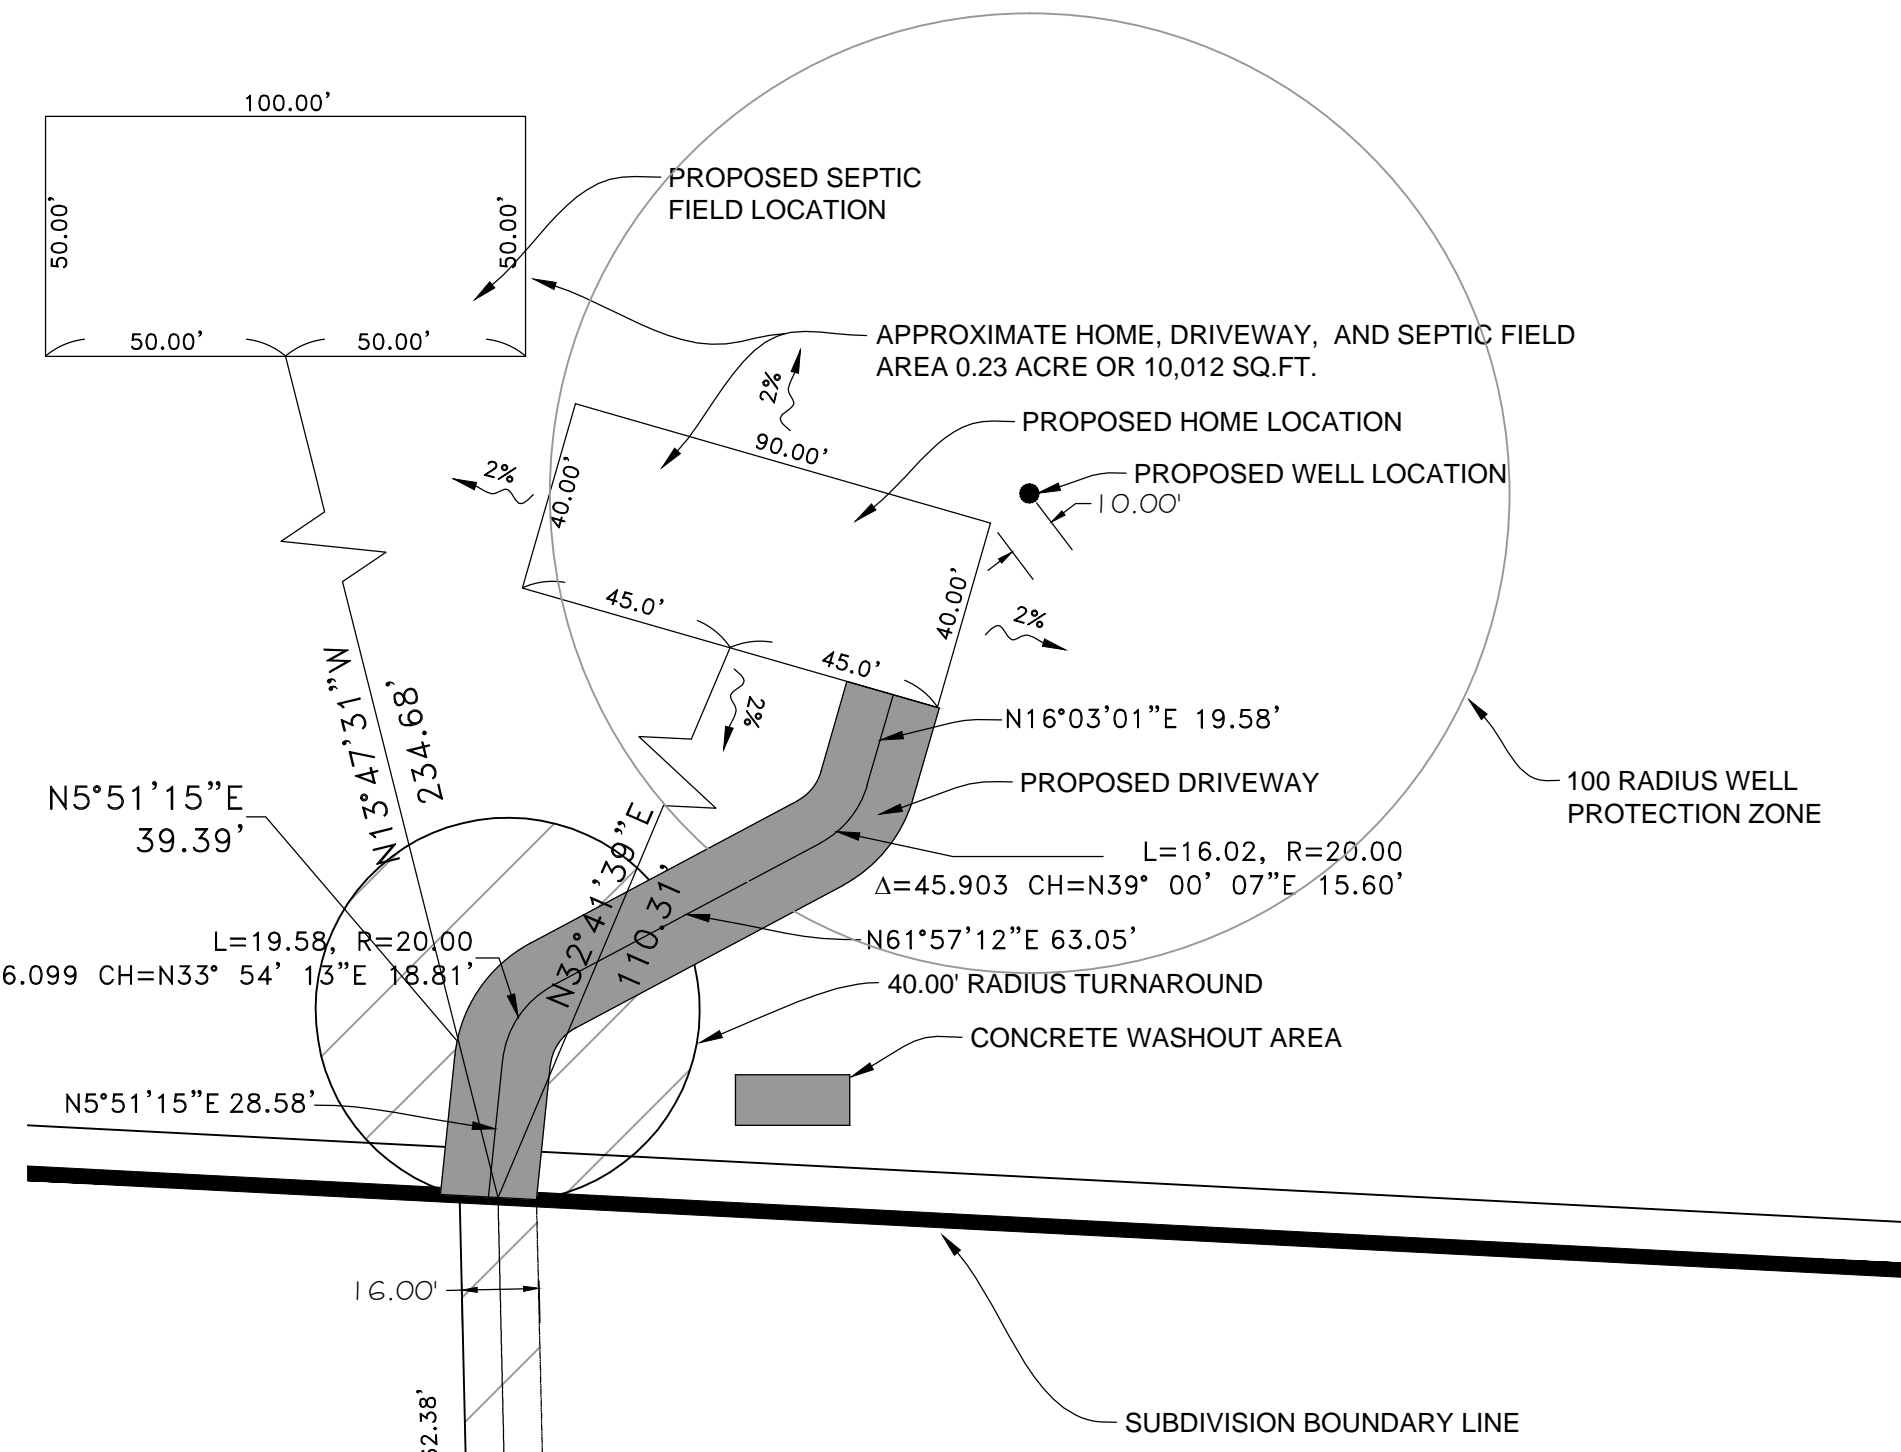 100.00'
50.00'
50.00'
50.00'
50.00'
PROPOSED SEPTIC
FIELD LOCATION
APPROXIMATE HOME, DRIVEWAY, AND SEPTIC FIELD
AREA 0.23 ACRE OR 10,012 SQ.FT.
2%
PROPOSED HOME LOCATION
90.00'
2%
40.00'
PROPOSED WELL LOCATION
10.00'
45.0'
40.00'
2%
45.0'
2%
N13°47'31"W
234.68'
N16°03'01"E 19.58'
PROPOSED DRIVEWAY
100 RADIUS WELL
PROTECTION ZONE
N5°51'15"E
39.39'
N32°41'39"E
110.31'
L=16.02, R=20.00
Δ=45.903 CH=N39° 00' 07"E 15.60'
L=19.58, R=20.00
6.099 CH=N33° 54' 13"E 18.81'
N61°57'12"E 63.05'
40.00' RADIUS TURNAROUND
CONCRETE WASHOUT AREA
N5°51'15"E 28.58'
16.00'
62.38'
SUBDIVISION BOUNDARY LINE